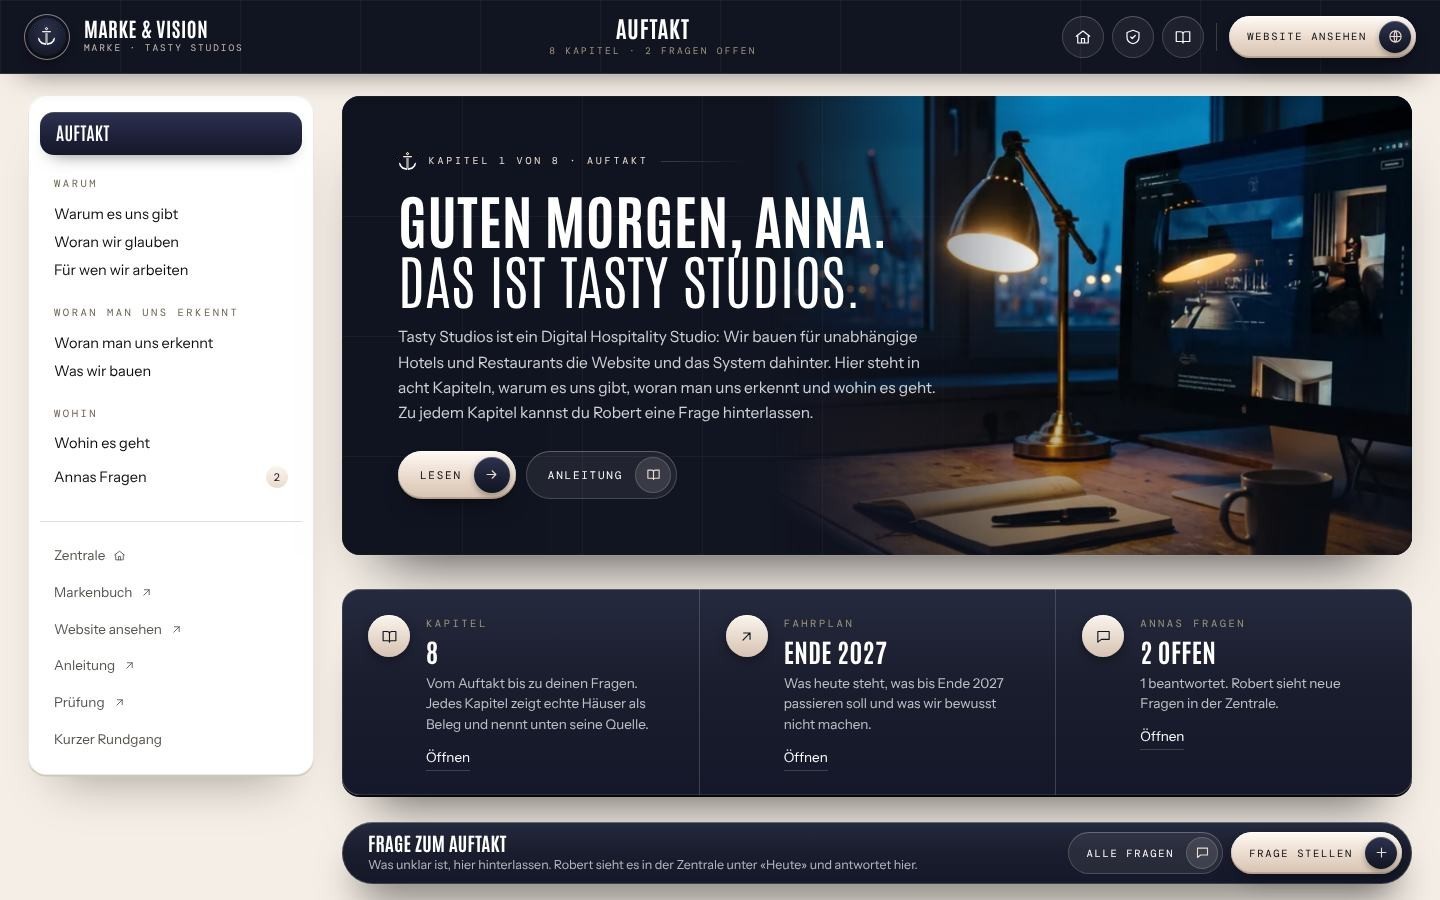 MARKE & VISION
MARKE · TASTY STUDIOS
AUFTAKT
8 KAPITEL · 2 FRAGEN OFFEN
WEBSITE ANSEHEN
AUFTAKT
WARUM
Warum es uns gibt
Woran wir glauben
Für wen wir arbeiten
WORAN MAN UNS ERKENNT
Woran man uns erkennt
Was wir bauen
WOHIN
Wohin es geht
Annas Fragen 2
Zentrale
Markenbuch
Website ansehen
Anleitung
Prüfung
Kurzer Rundgang
KAPITEL 1 VON 8 · AUFTAKT
GUTEN MORGEN, ANNA.
DAS IST TASTY STUDIOS.
Tasty Studios ist ein Digital Hospitality Studio: Wir bauen für unabhängige
Hotels und Restaurants die Website und das System dahinter. Hier steht in
acht Kapiteln, warum es uns gibt, woran man uns erkennt und wohin es geht.
Zu jedem Kapitel kannst du Robert eine Frage hinterlassen.
LESEN
ANLEITUNG
KAPITEL
8
Vom Auftakt bis zu deinen Fragen.
Jedes Kapitel zeigt echte Häuser als
Beleg und nennt unten seine Quelle.
Öffnen
FAHRPLAN
ENDE 2027
Was heute steht, was bis Ende 2027
passieren soll und was wir bewusst
nicht machen.
Öffnen
ANNAS FRAGEN
2 OFFEN
1 beantwortet. Robert sieht neue
Fragen in der Zentrale.
Öffnen
FRAGE ZUM AUFTAKT
Was unklar ist, hier hinterlassen. Robert sieht es in der Zentrale unter «Heute» und antwortet hier.
ALLE FRAGEN
FRAGE STELLEN